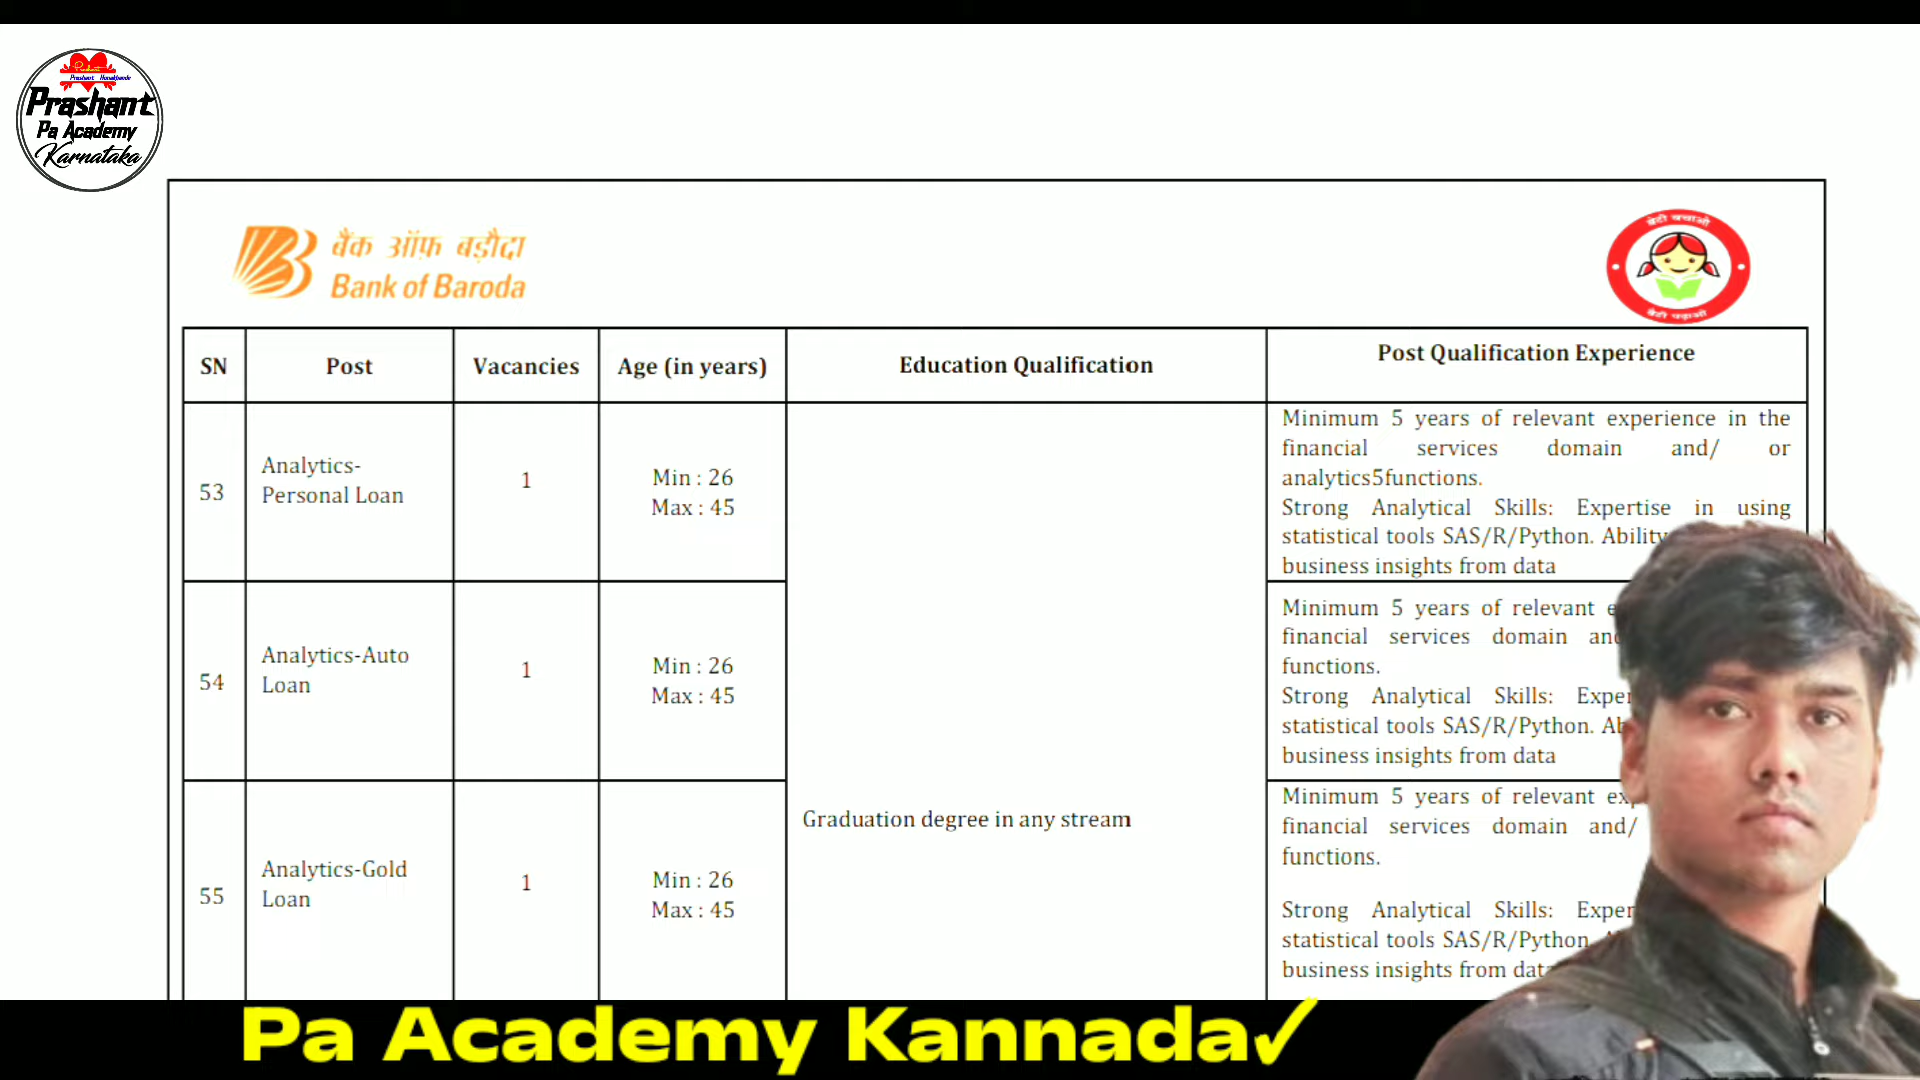 Prashant
Prashant
Pa Academy
Karnataka
बैंक ऑफ़ बड़ौदा
Bank of Baroda
बेटी बचाओ
बेटी पढ़ाओ
SN Post Vacancies Age (in years) Education Qualification Post Qualification Experience
53
Analytics-
Personal Loan
1
Min : 26
Max : 45
Minimum 5 years of relevant experience in the
financial services domain and/ or
analytics5functions.
Strong Analytical Skills: Expertise in using
statistical tools SAS/R/Python. Ability
business insights from data
54
Analytics-Auto
Loan
1
Min : 26
Max : 45
Minimum 5 years of relevant
financial services domain
functions.
Strong Analytical Skills:
statistical tools SAS/R/Python.
business insights from data
Graduation degree in any stream
55
Analytics-Gold
Loan
1
Min : 26
Max : 45
Minimum 5 years of relevant
financial services domain and/
functions.
Strong Analytical Skills:
statistical tools SAS/R/Python.
business insights from data
Pa Academy Kannada✓